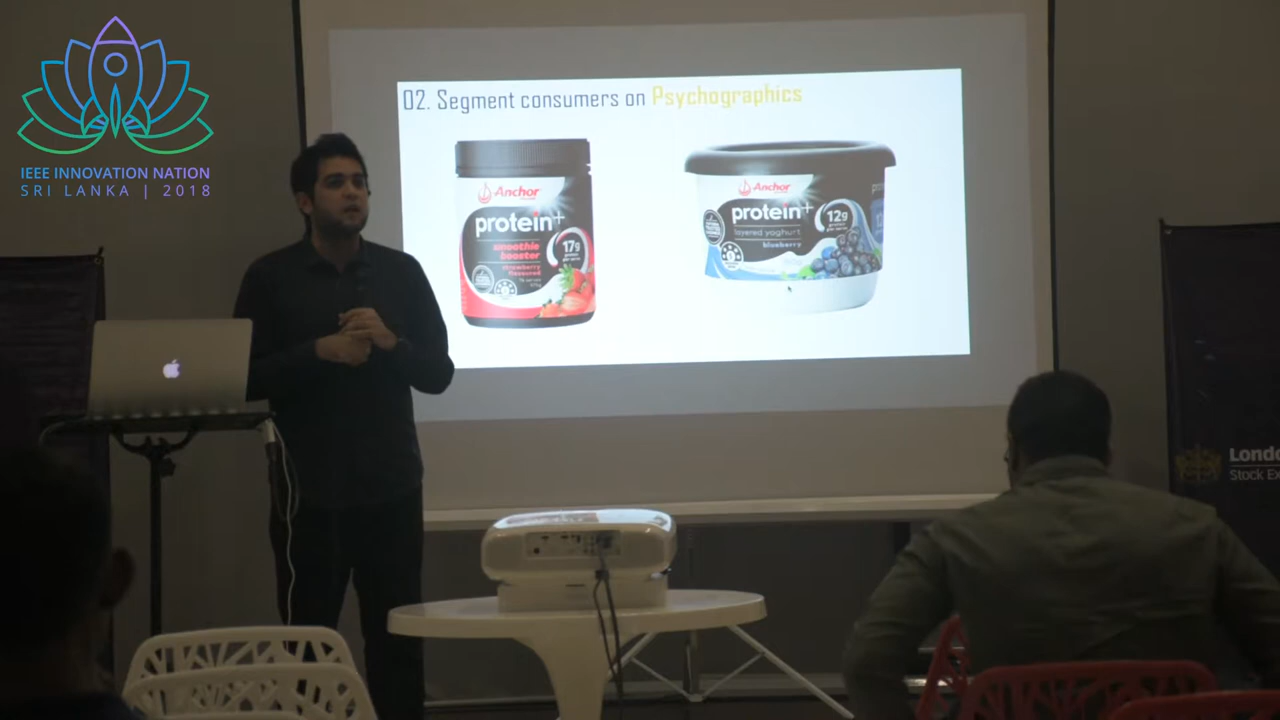 IEEE INNOVATION NATION
SRI LANKA | 2018
02. Segment consumers on Psychographics
Anchor
protein+
smoothie
booster
strawberry
flavoured
17g
Anchor
protein+
layered yoghurt
blueberry
12g
Stock Ex